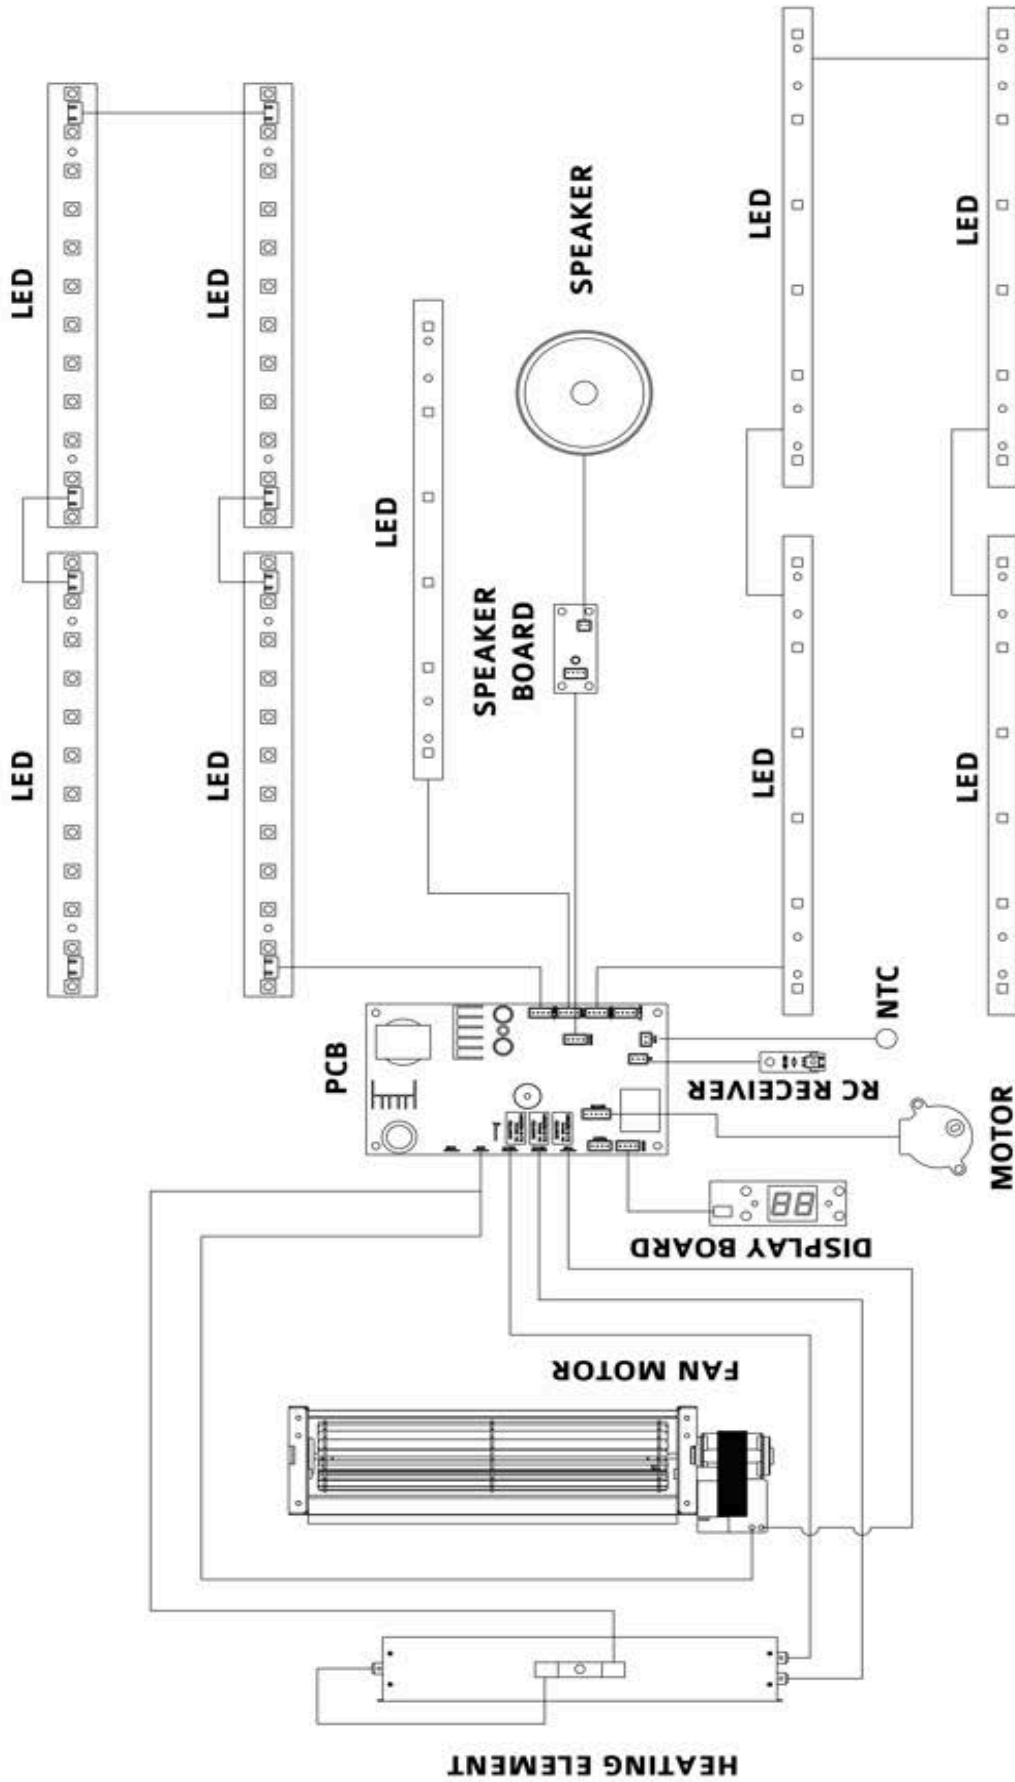 LED
LED
LED
LED
LED
SPEAKER
SPEAKER
BOARD
LED
LED
LED
LED
PCB
NTC
RC RECEIVER
MOTOR
DISPLAY BOARD
88
FAN MOTOR
HEATING ELEMENT